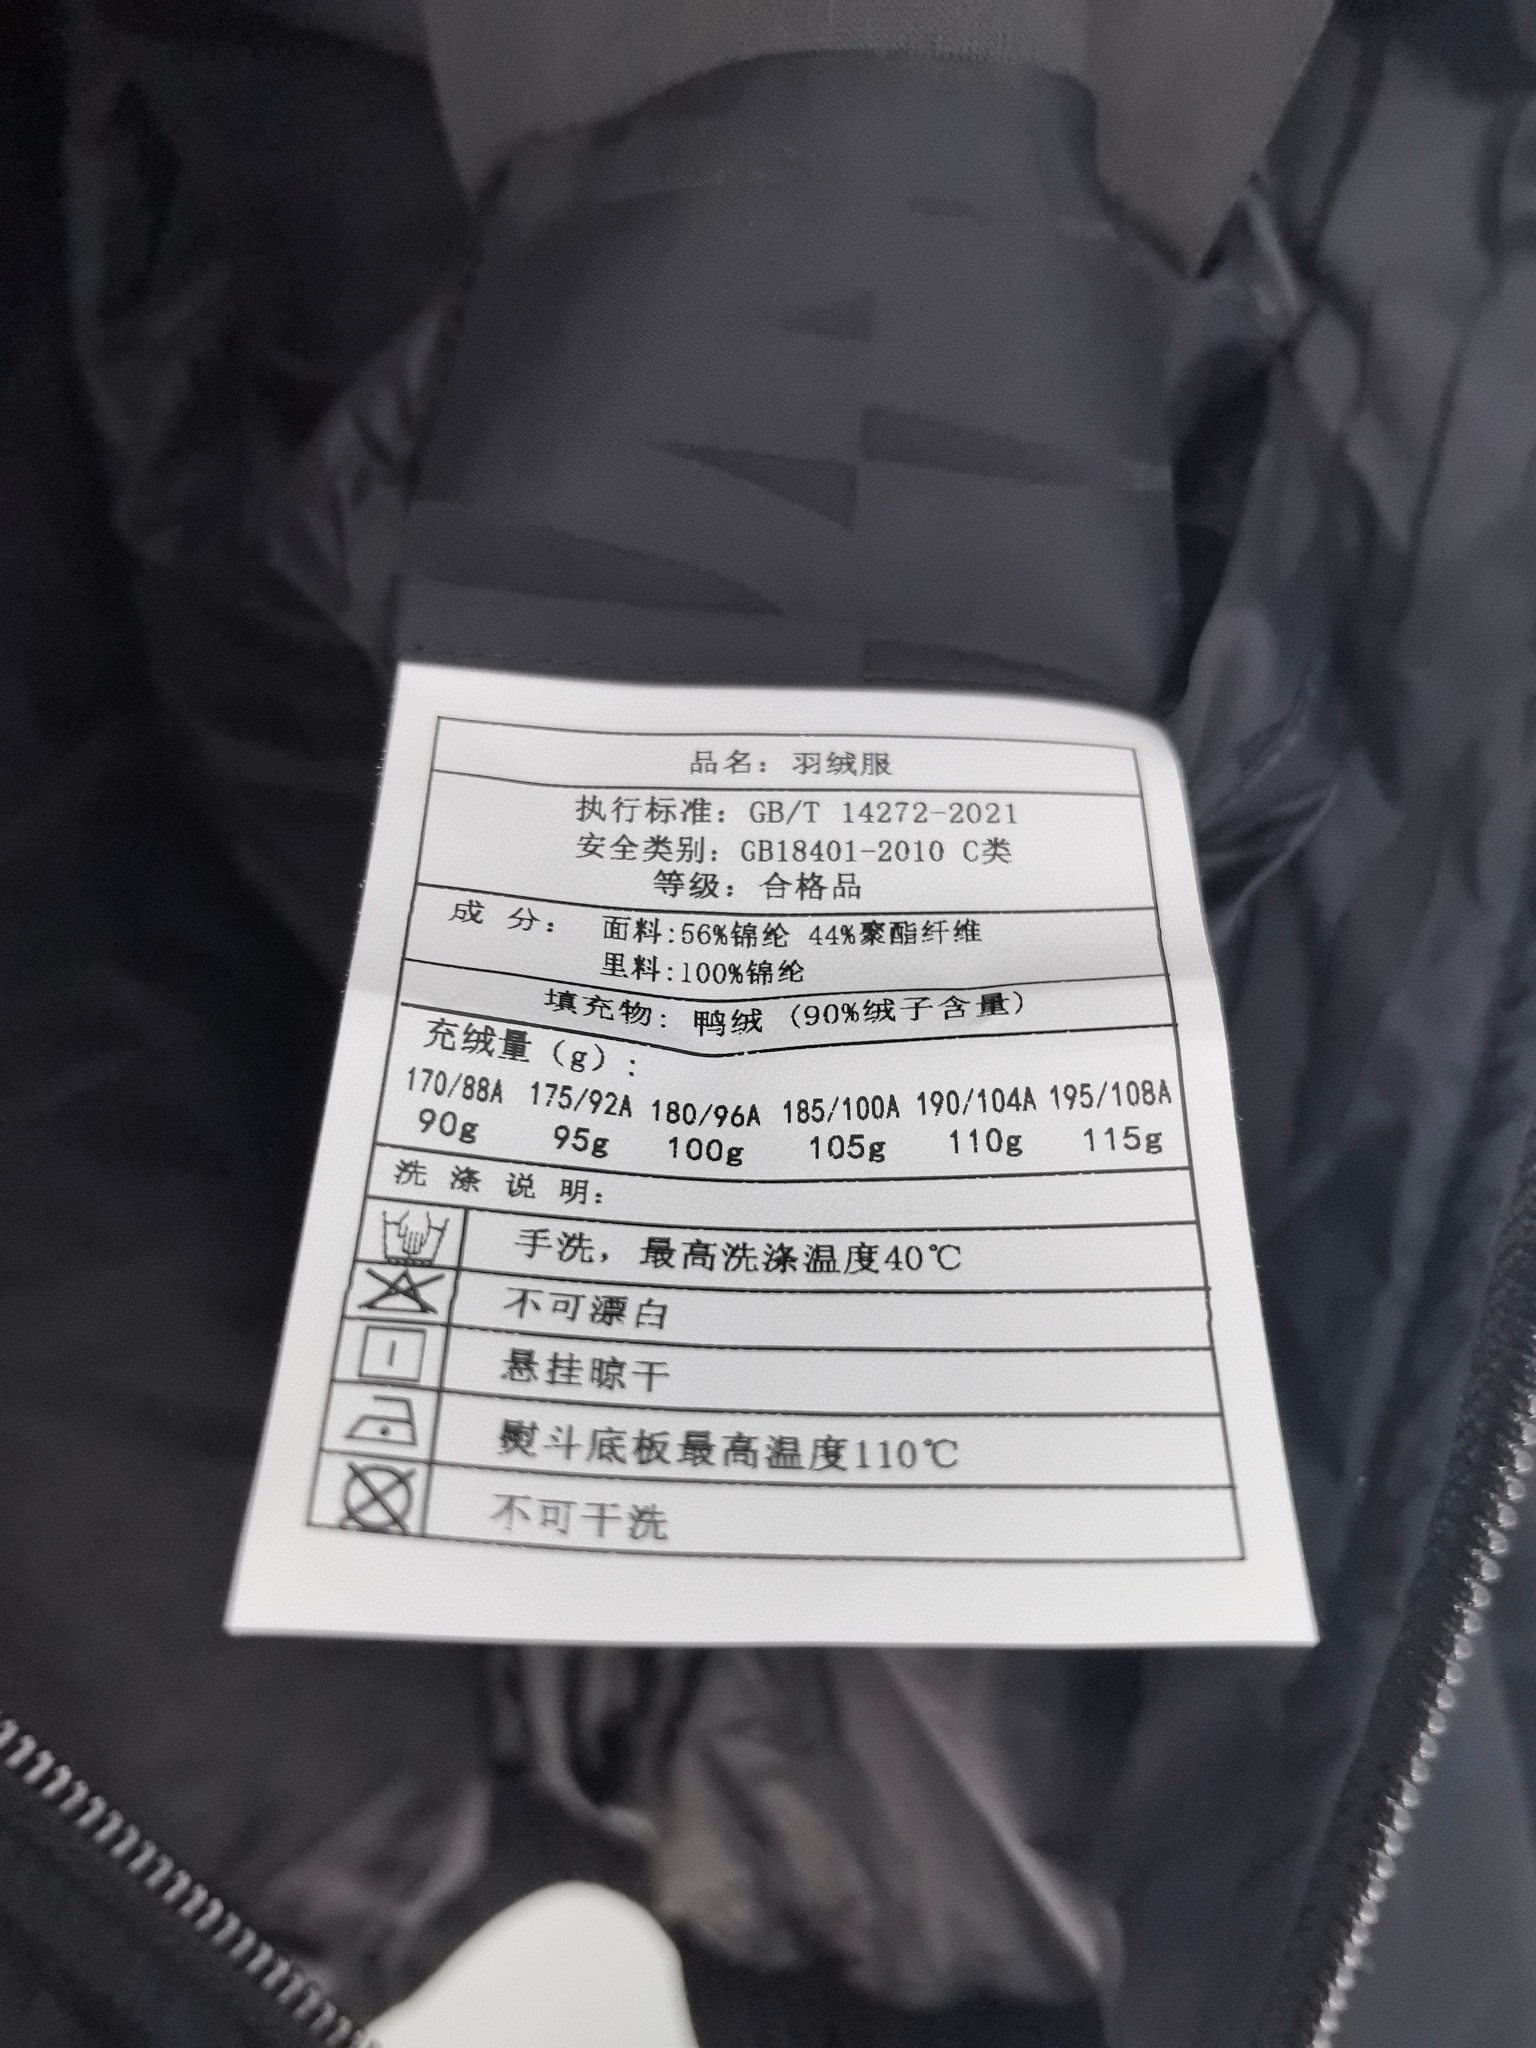 品名：羽绒服
执行标准：GB/T 14272-2021
安全类别：GB18401-2010 C类
等级：合格品
成 分： 面料:56%锦纶 44%聚酯纤维
里料:100%锦纶
填充物：鸭绒（90%绒子含量）
充绒量（g）:
170/88A 175/92A 180/96A 185/100A 190/104A 195/108A
90g 95g 100g 105g 110g 115g
洗 涤 说 明：
手洗，最高洗涤温度40℃
不可漂白
悬挂晾干
熨斗底板最高温度110℃
不可干洗